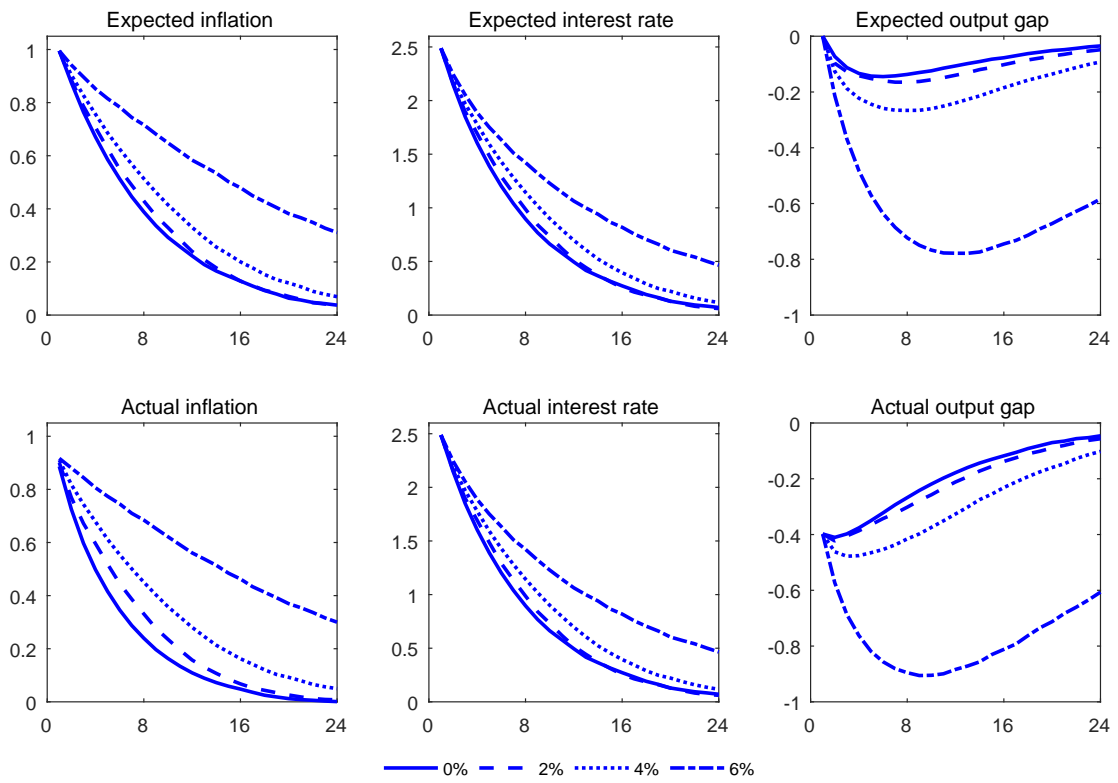 Expected inflation
1
0.8
0.6
0.4
0.2
0
0 8 16 24
Expected interest rate
2.5
2
1.5
1
0.5
0
0 8 16 24
Expected output gap
0
-0.2
-0.4
-0.6
-0.8
-1
0 8 16 24
Actual inflation
1
0.8
0.6
0.4
0.2
0
0 8 16 24
Actual interest rate
2.5
2
1.5
1
0.5
0
0 8 16 24
Actual output gap
0
-0.2
-0.4
-0.6
-0.8
-1
0 8 16 24
0% 2% 4% 6%